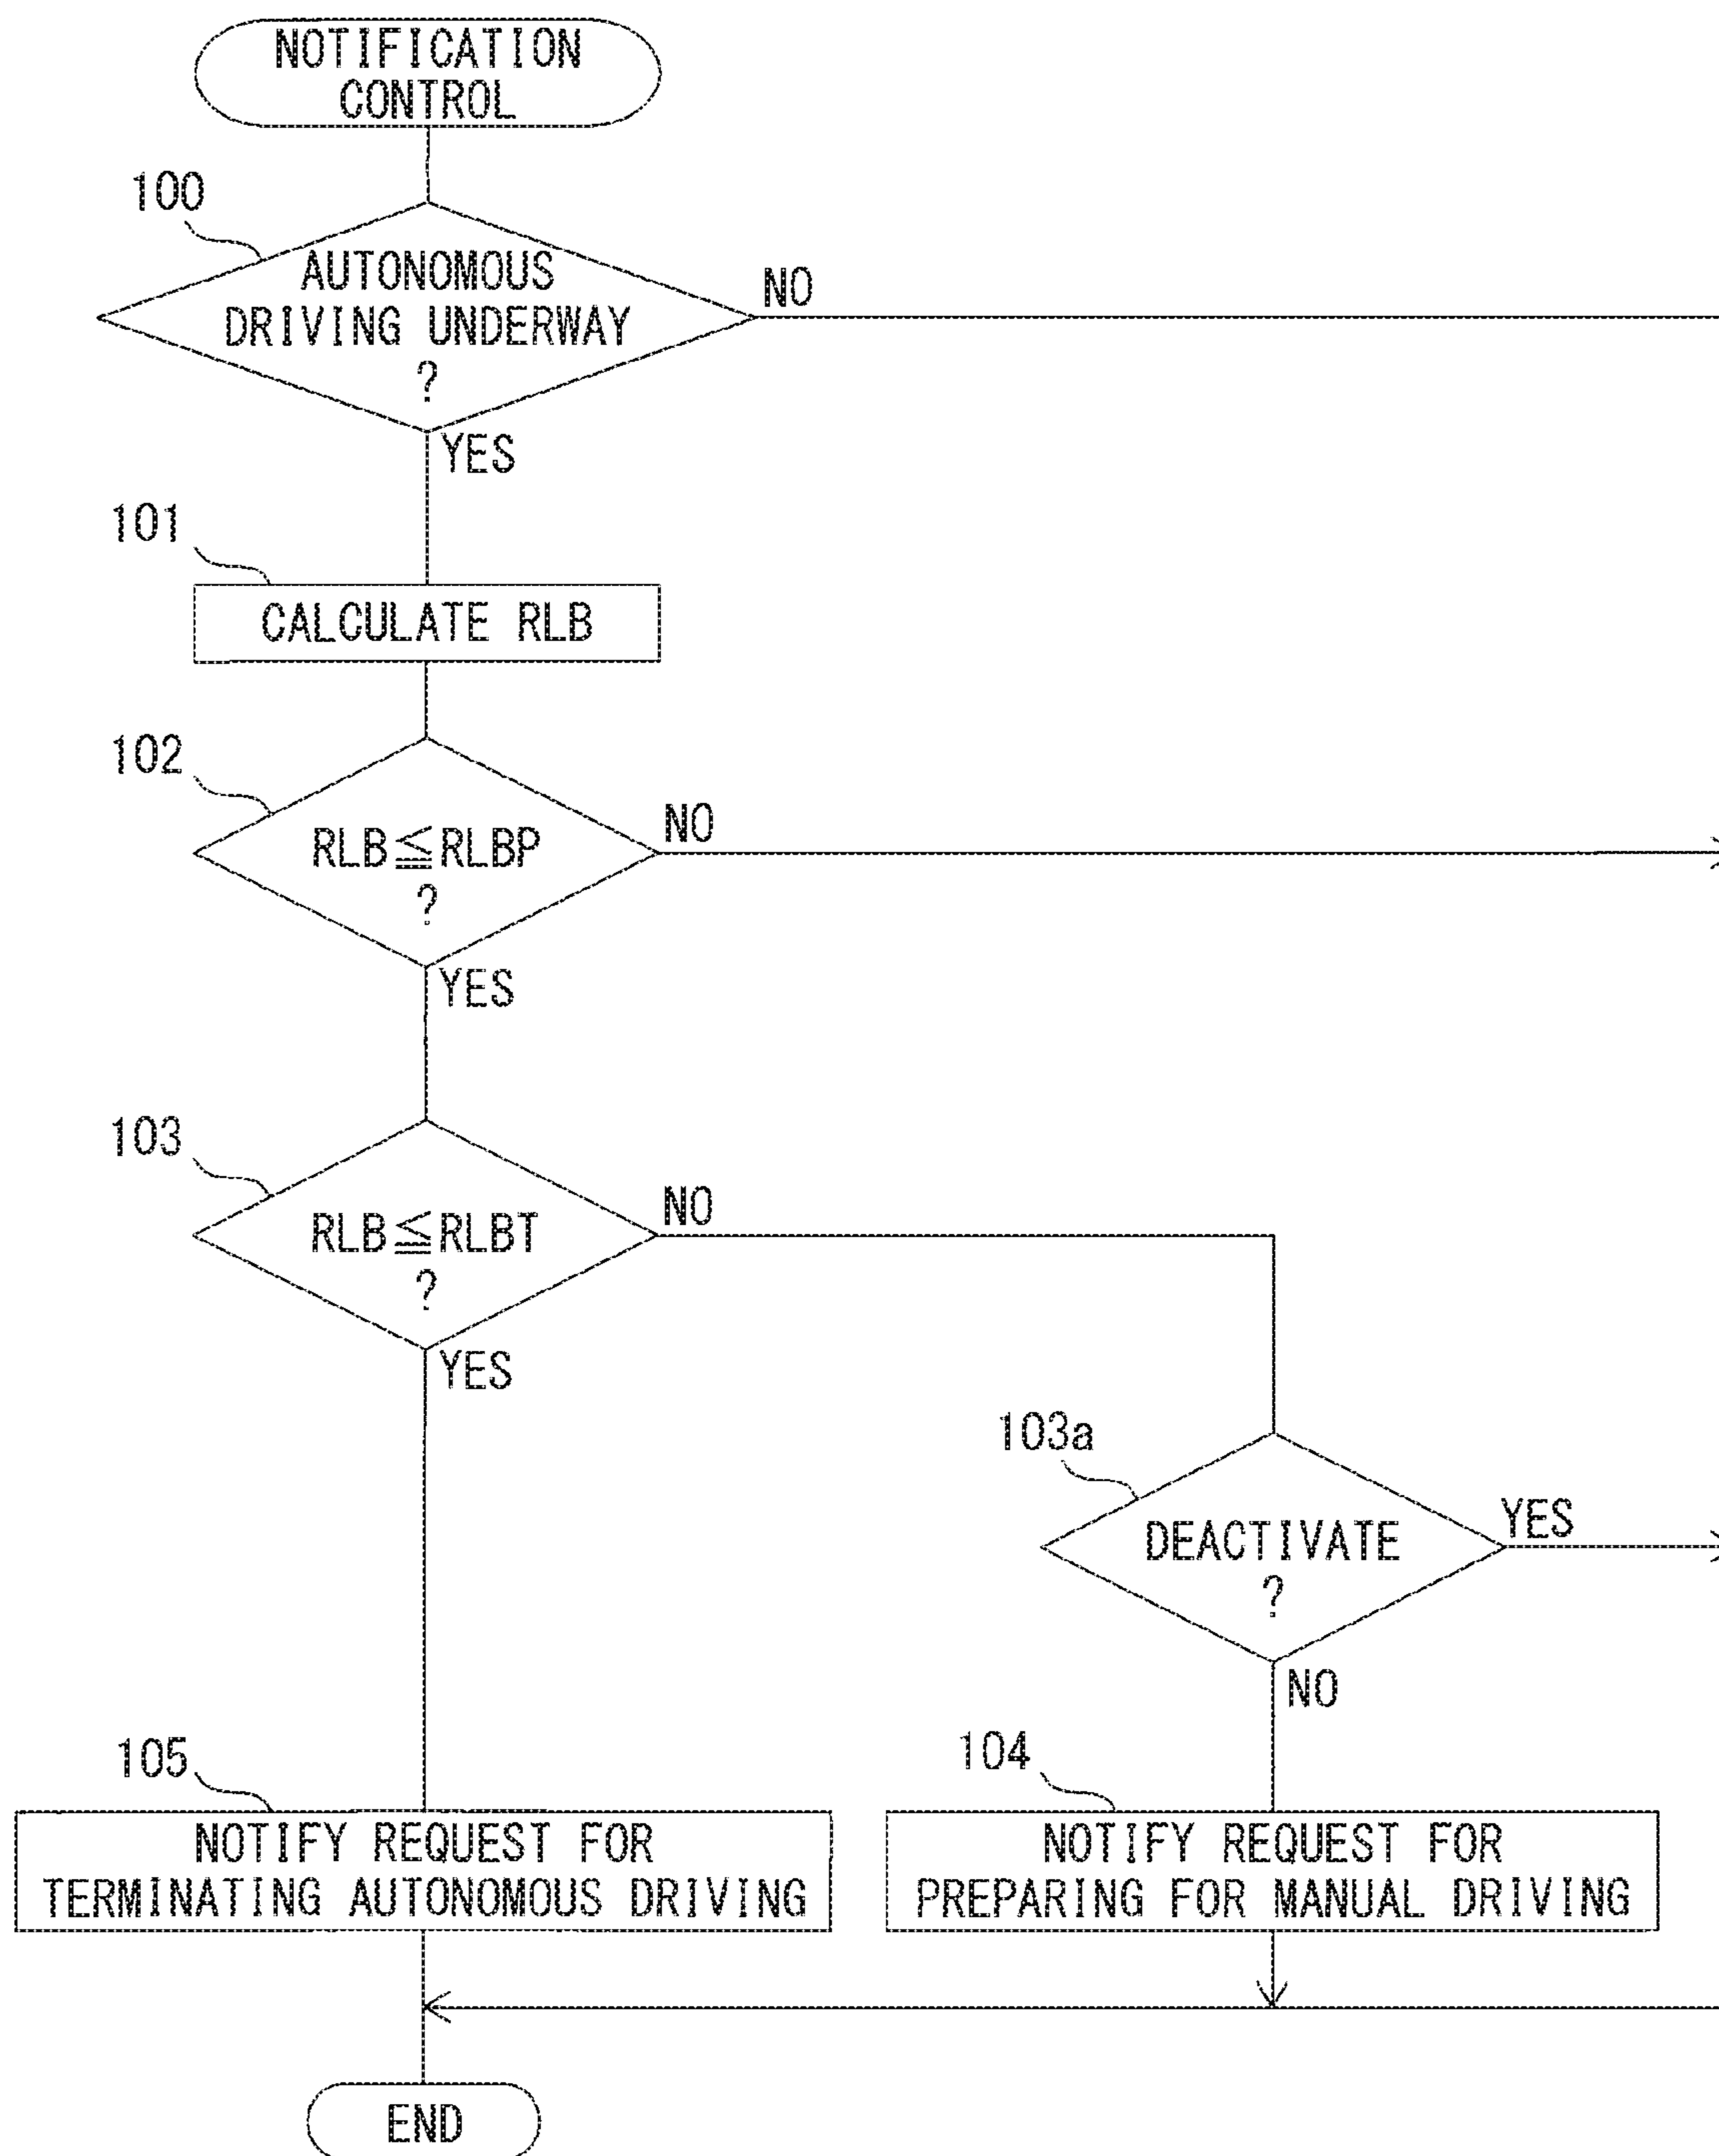 NOTIFICATION
CONTROL
100
AUTONOMOUS
DRIVING UNDERWAY
?
NO
YES
101
CALCULATE RLB
102
RLB≦RLBP
?
NO
YES
103
RLB≦RLBT
?
NO
YES
103a
DEACTIVATE
?
YES
NO
105
NOTIFY REQUEST FOR
TERMINATING AUTONOMOUS DRIVING
104
NOTIFY REQUEST FOR
PREPARING FOR MANUAL DRIVING
END